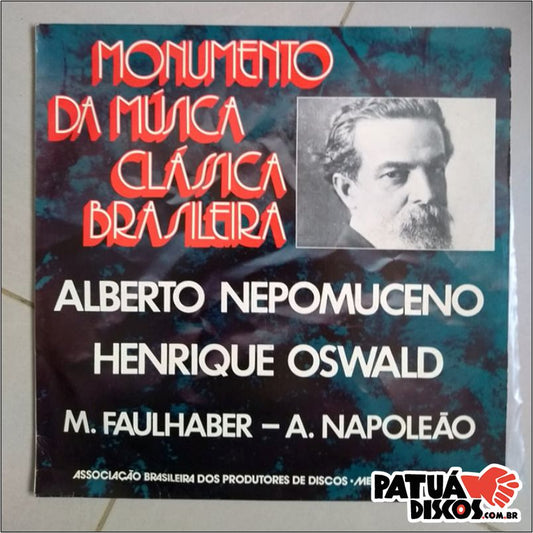 MONUMENTO
DA MÚSICA
CLÁSSICA
BRASILEIRA
ALBERTO NEPOMUCENO
HENRIQUE OSWALD
M. FAULHABER – A. NAPOLEÃO
ASSOCIAÇÃO BRASILEIRA DOS PRODUTORES DE DISCOS •
PATUÁ
DISCOS.COM.BR